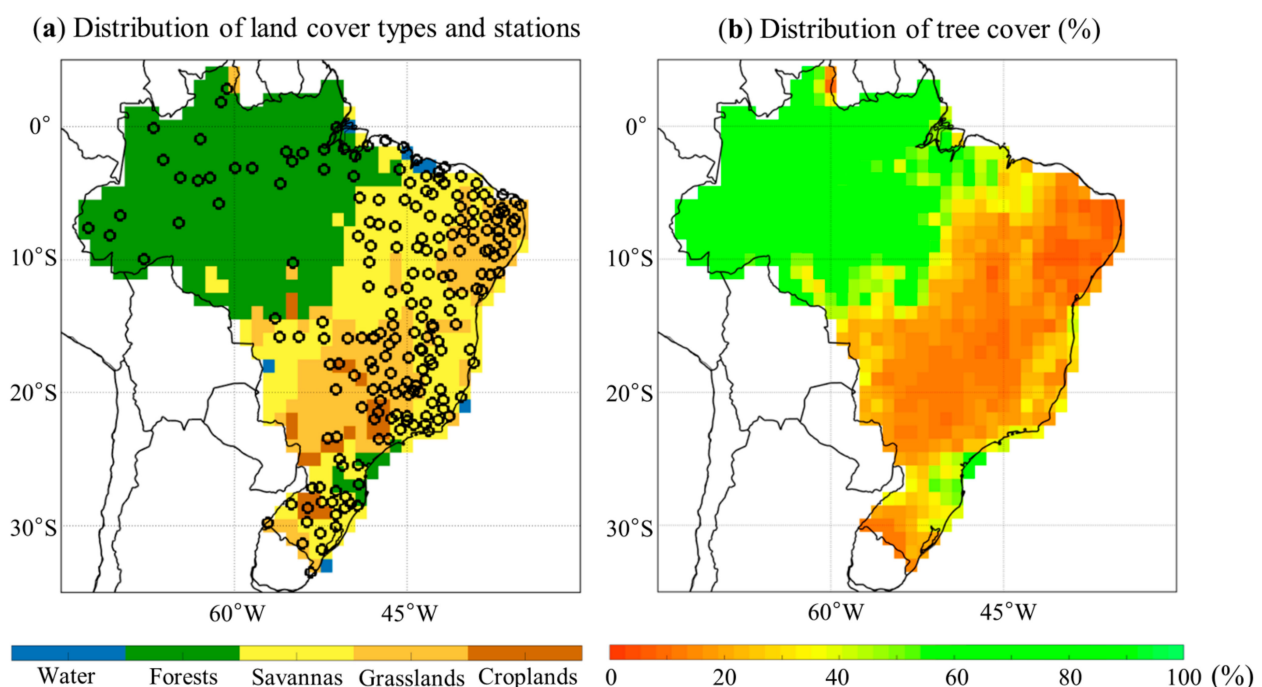 (a) Distribution of land cover types and stations
(b) Distribution of tree cover (%)
0°
10°S
20°S
30°S
60°W 45°W
0°
10°S
20°S
30°S
60°W 45°W
Water Forests Savannas Grasslands Croplands
0 20 40 60 80 100 (%)